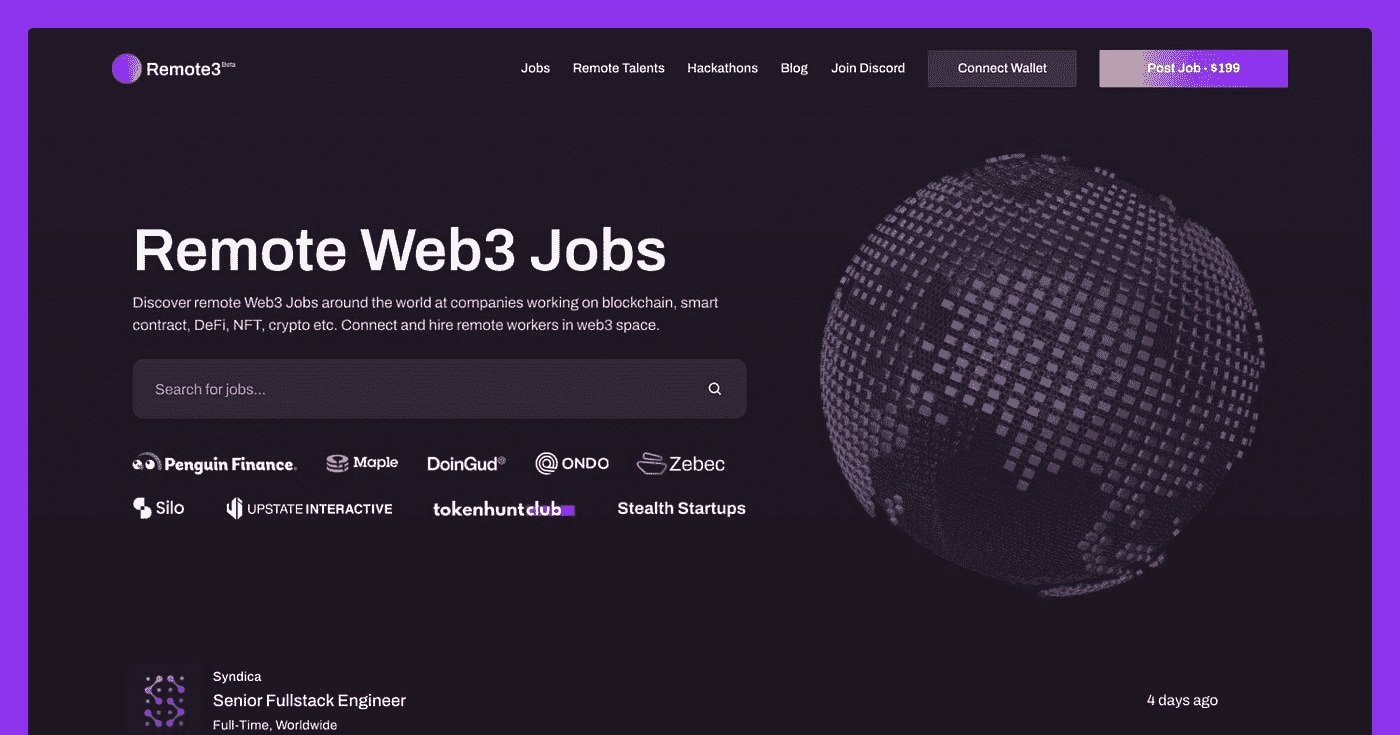 Remote3 Beta
Jobs Remote Talents Hackathons Blog Join Discord Connect Wallet Post Job - $199
Remote Web3 Jobs
Discover remote Web3 Jobs around the world at companies working on blockchain, smart
contract, DeFi, NFT, crypto etc. Connect and hire remote workers in web3 space.
Search for jobs...
Penguin Finance. Maple DoinGud® ONDO Zebec
Silo UPSTATE INTERACTIVE tokenhunt club Stealth Startups
Syndica
Senior Fullstack Engineer
4 days ago
Full-Time, Worldwide